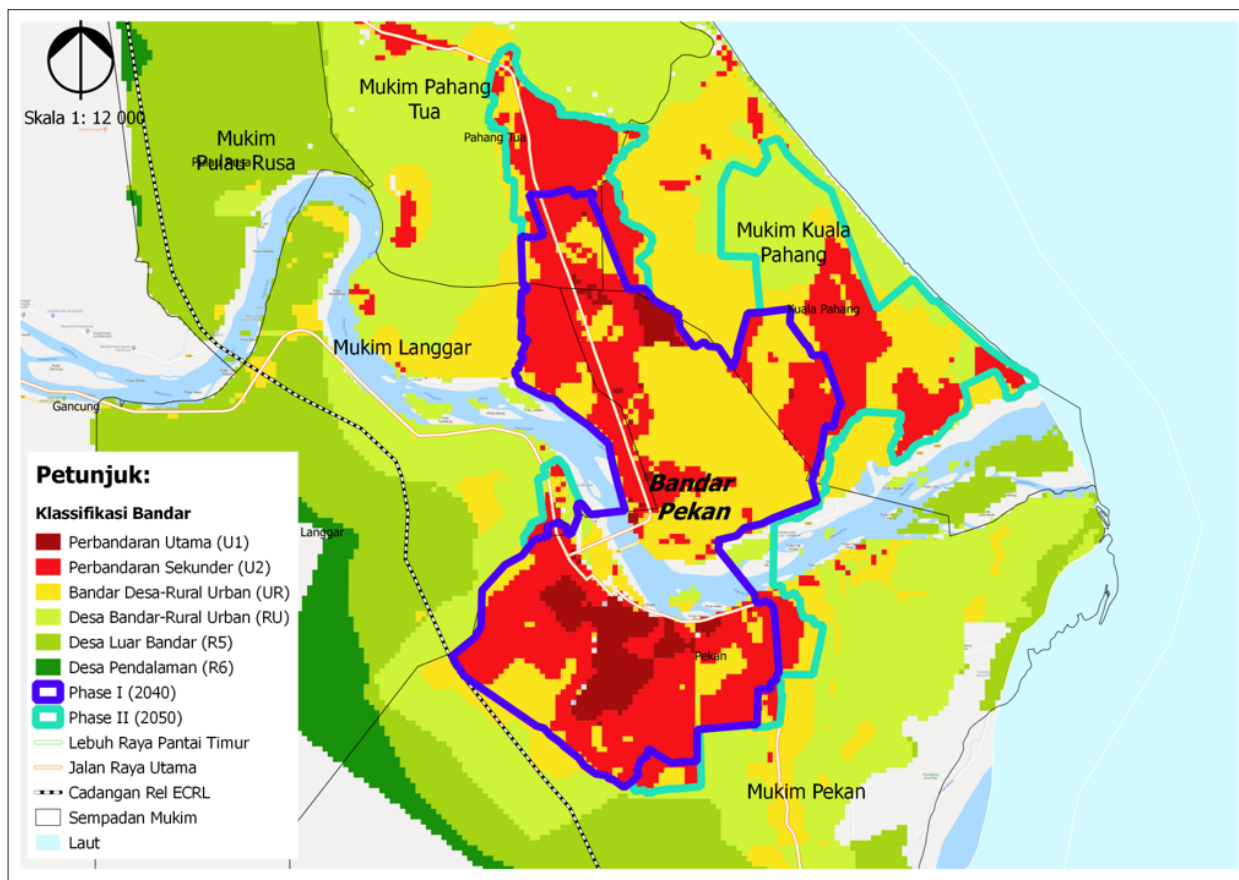 Skala 1: 12 000
Mukim Pahang
Tua
Pahang Tua
Mukim
Pulau Rusa
Pulau Rusa
Mukim Kuala
Pahang
Kuala Pahang
Mukim Langgar
Gancung
Bandar
Pekan
Langgar
Pekan
Mukim Pekan
Petunjuk:
Klassifikasi Bandar
Perbandaran Utama (U1)
Perbandaran Sekunder (U2)
Bandar Desa-Rural Urban (UR)
Desa Bandar-Rural Urban (RU)
Desa Luar Bandar (R5)
Desa Pendalaman (R6)
Phase I (2040)
Phase II (2050)
Lebuh Raya Pantai Timur
Jalan Raya Utama
Cadangan Rel ECRL
Sempadan Mukim
Laut